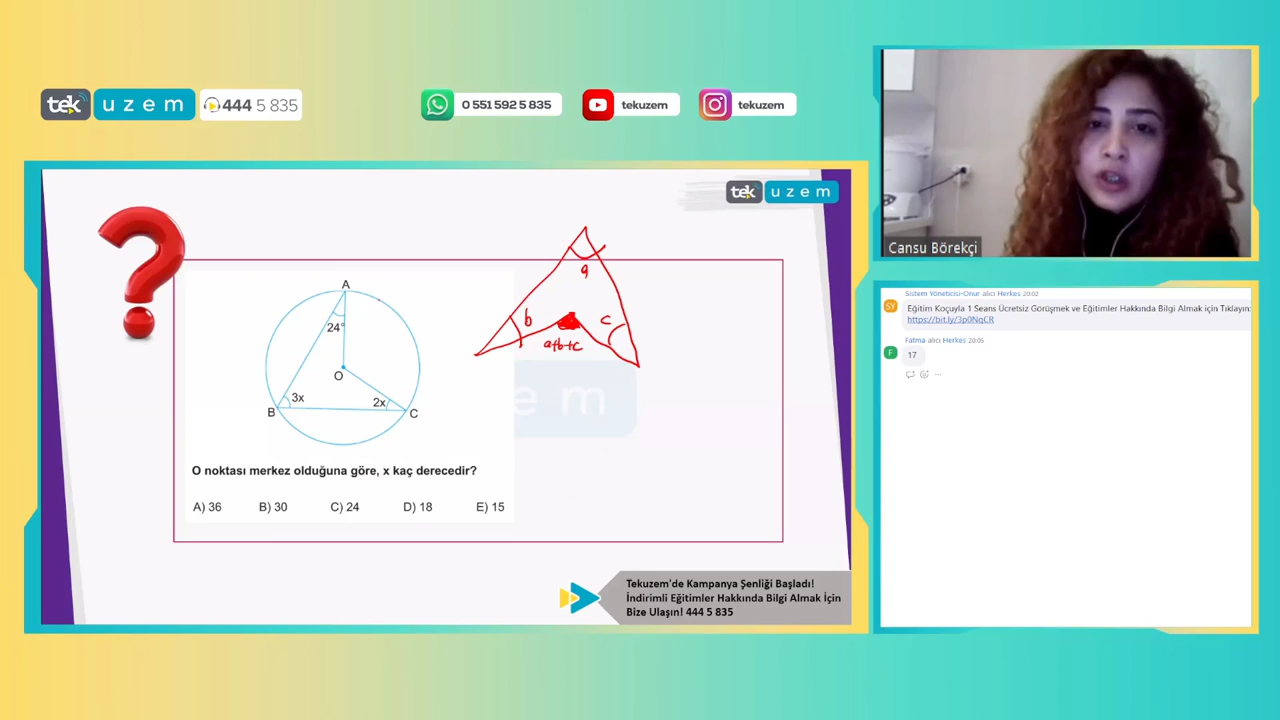 tek uzem 444 5 835
0 551 592 5 835
tekuzem
tekuzem
tek uzem
A
24°
O
3x
2x
B
C
a
b
c
a+b+c
em
O noktası merkez olduğuna göre, x kaç derecedir?
A) 36 B) 30 C) 24 D) 18 E) 15
Tekuzem'de Kampanya Şenliği Başladı!
İndirimli Eğitimler Hakkında Bilgi Almak İçin
Bize Ulaşın! 444 5 835
Cansu Börekçi
Sistem Yöneticisi-Onur alıcı Herkes 20:02
SY
Eğitim Koçuyla 1 Seans Ücretsiz Görüşmek ve Eğitimler Hakkında Bilgi Almak için Tıklayın:
https://bit.ly/3p0NqCR
Fatma alıcı Herkes 20:05
F
17